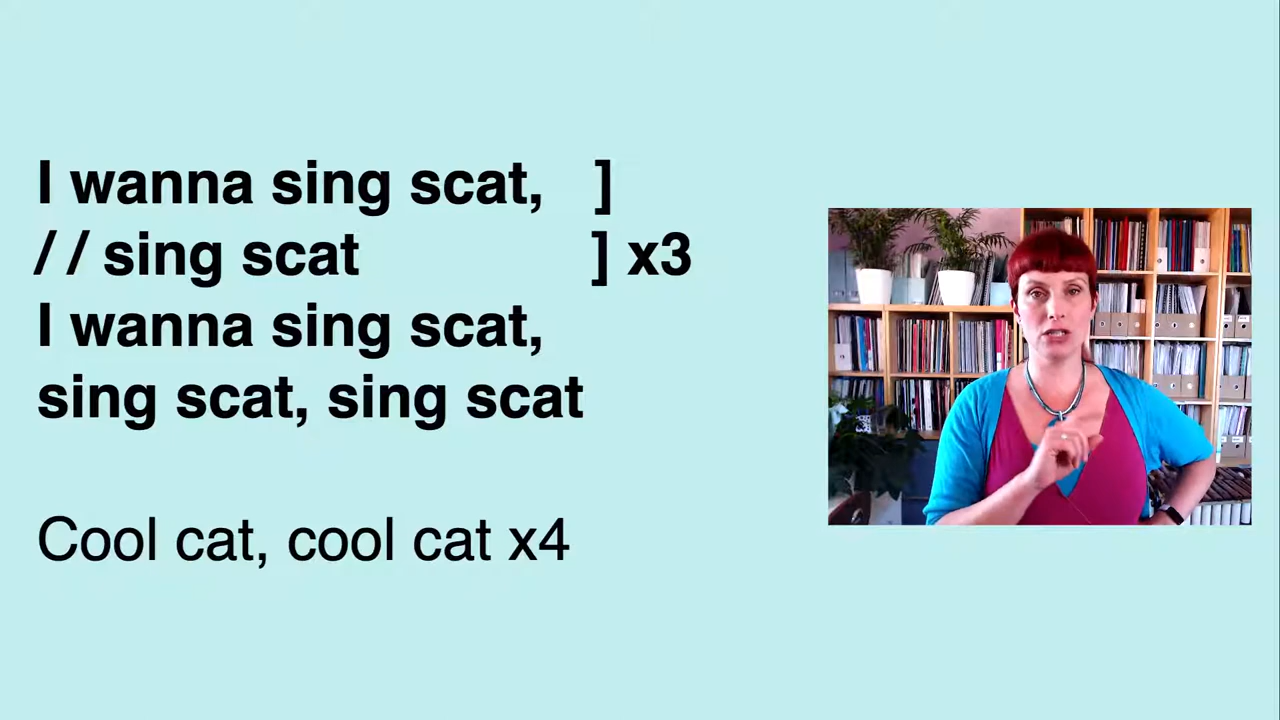 I wanna sing scat, ]
/ / sing scat ] x3
I wanna sing scat,
sing scat, sing scat
Cool cat, cool cat x4